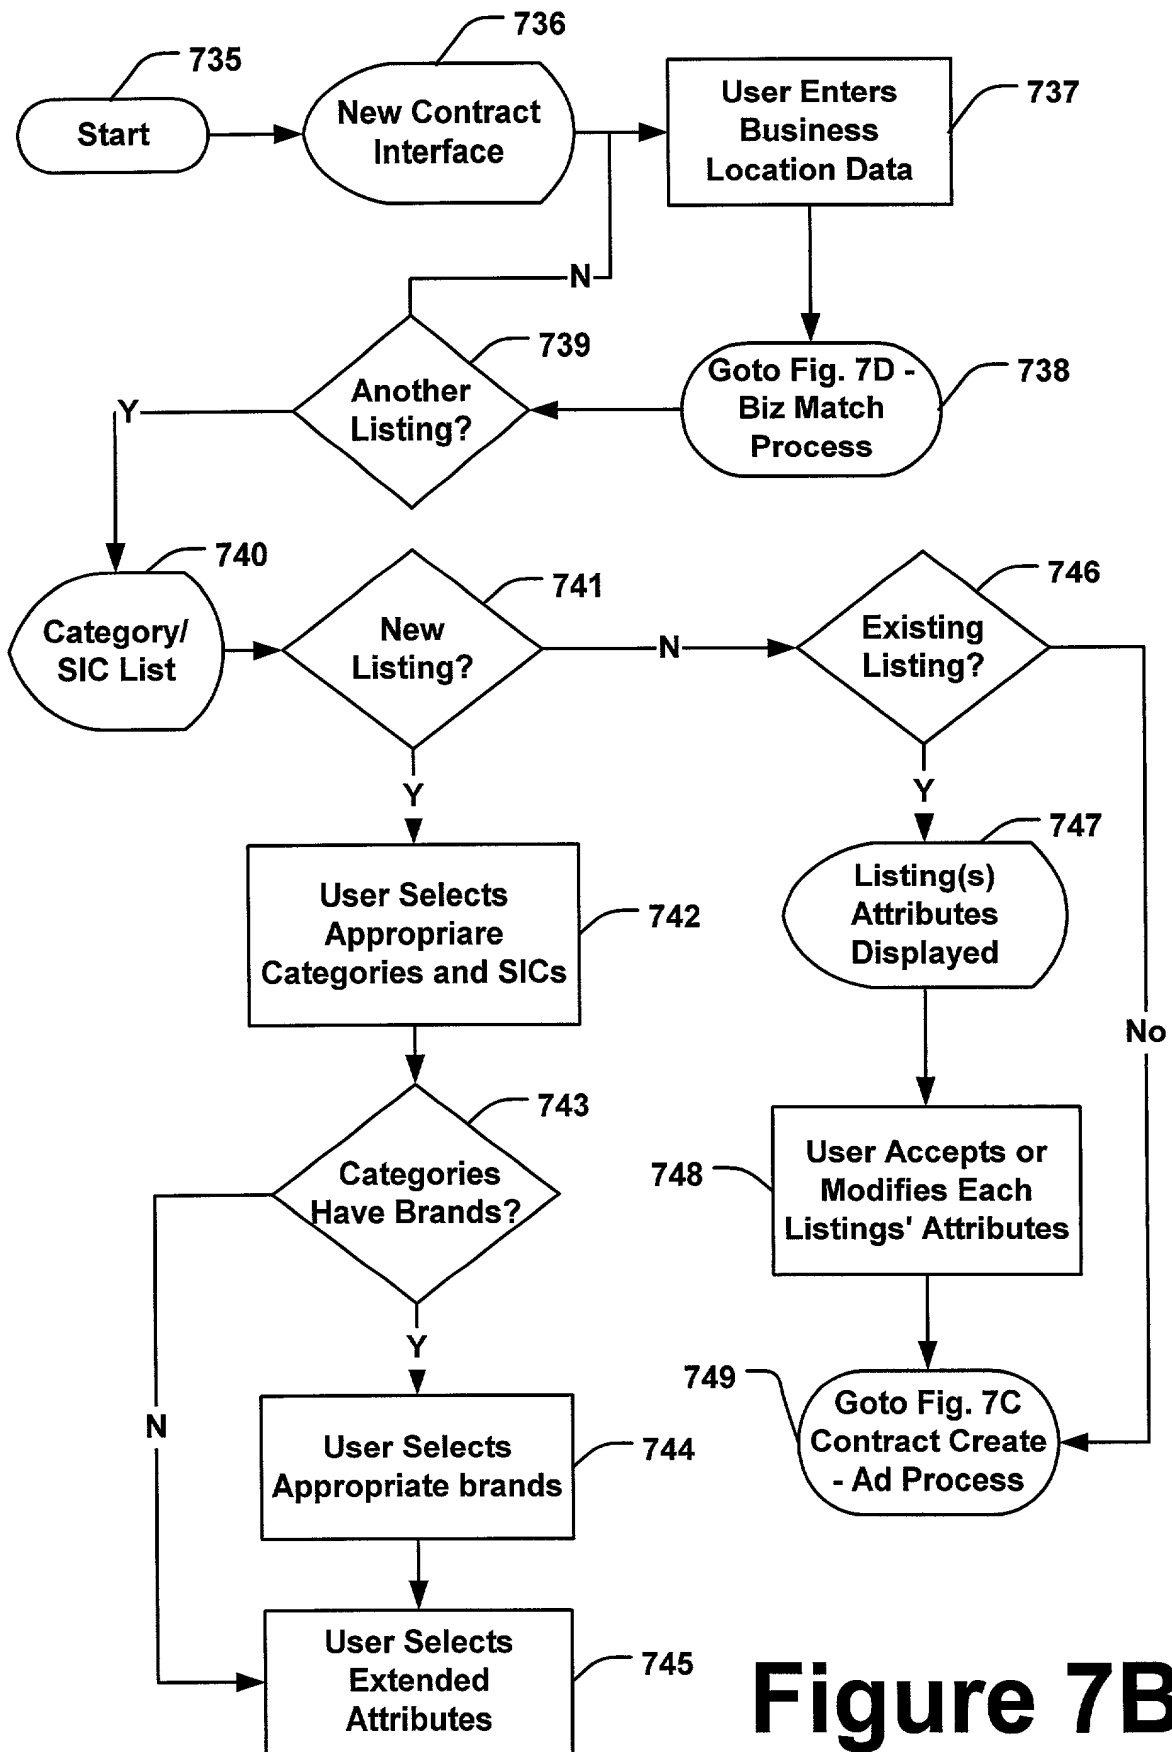 735
Start
736
New Contract
Interface
737
User Enters
Business
Location Data
N
739
Another
Listing?
738
Goto Fig. 7D -
Biz Match
Process
Y
740
Category/
SIC List
741
New
Listing?
N
746
Existing
Listing?
Y
742
User Selects
Appropriare
Categories and SICs
Y
747
Listing(s)
Attributes
Displayed
No
743
Categories
Have Brands?
748
User Accepts or
Modifies Each
Listings' Attributes
Y
N
744
User Selects
Appropriate brands
749
Goto Fig. 7C
Contract Create
- Ad Process
745
User Selects
Extended
Attributes
Figure 7B